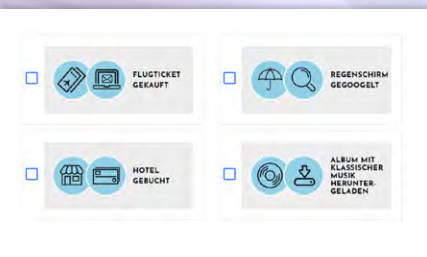 FLUGTICKET
GEKAUFT
REGENSCHIRM
GEGOOGELT
HOTEL
GEBUCHT
ALBUM MIT
KLASSISCHER
MUSIK
HERUNTER-
GELADEN